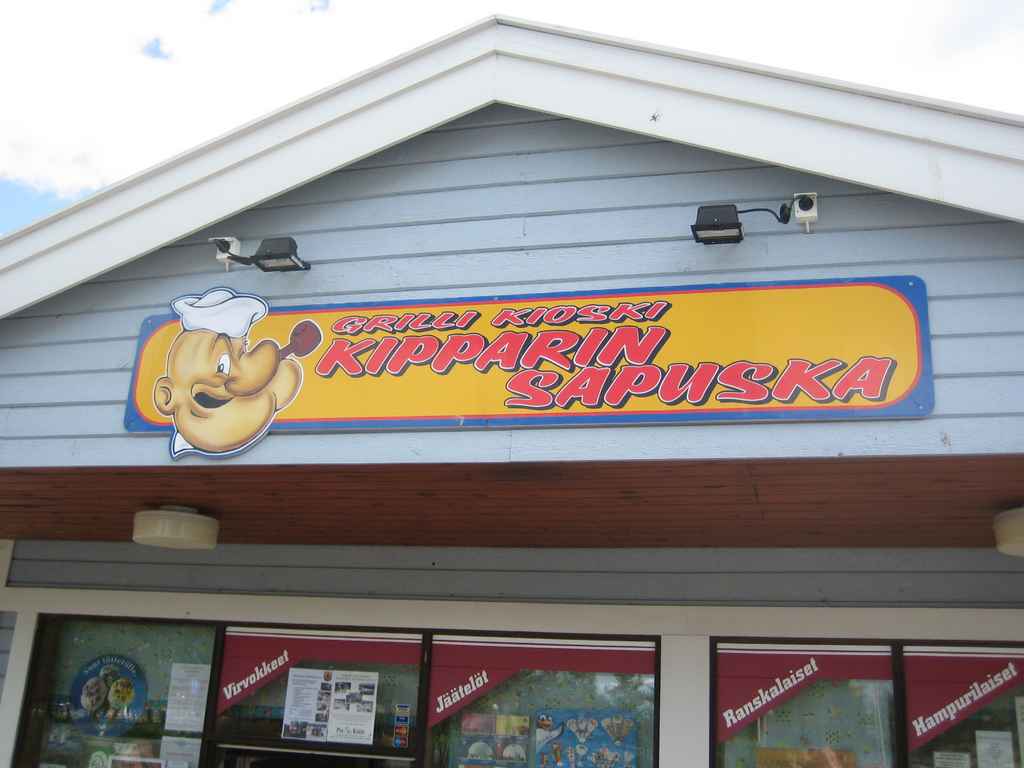 GRILLI KIOSKI
KIPPARIN
SAPUSKA
Virvokkeet
Jäätelöt
Ranskalaiset
Hampurilaiset